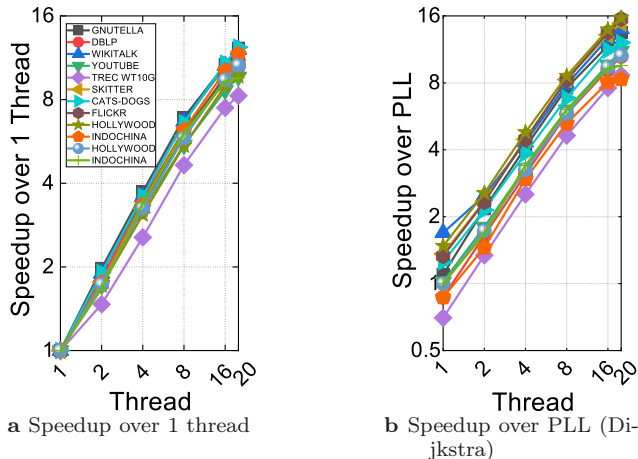 Speedup over 1 Thread
16
8
4
2
1
GNUTELLA
DBLP
WIKITALK
YOUTUBE
TREC WT10G
SKITTER
CATS-DOGS
FLICKR
HOLLYWOOD
INDOCHINA
HOLLYWOOD
INDOCHINA
1 2 4 8 16 20
Thread
a Speedup over 1 thread
Speedup over PLL
16
8
4
2
1
0.5
1 2 4 8 16 20
Thread
b Speedup over PLL (Di-
jkstra)